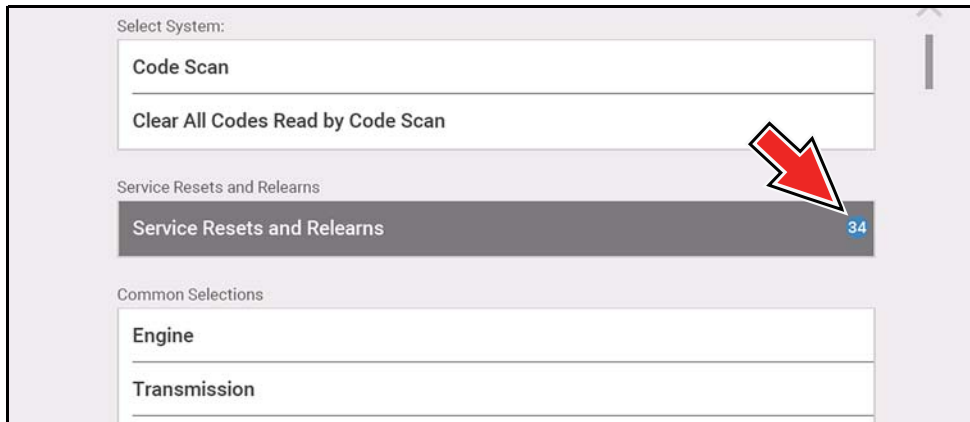 Select System:
Code Scan
Clear All Codes Read by Code Scan
Service Resets and Relearns
Service Resets and Relearns 34
Common Selections
Engine
Transmission